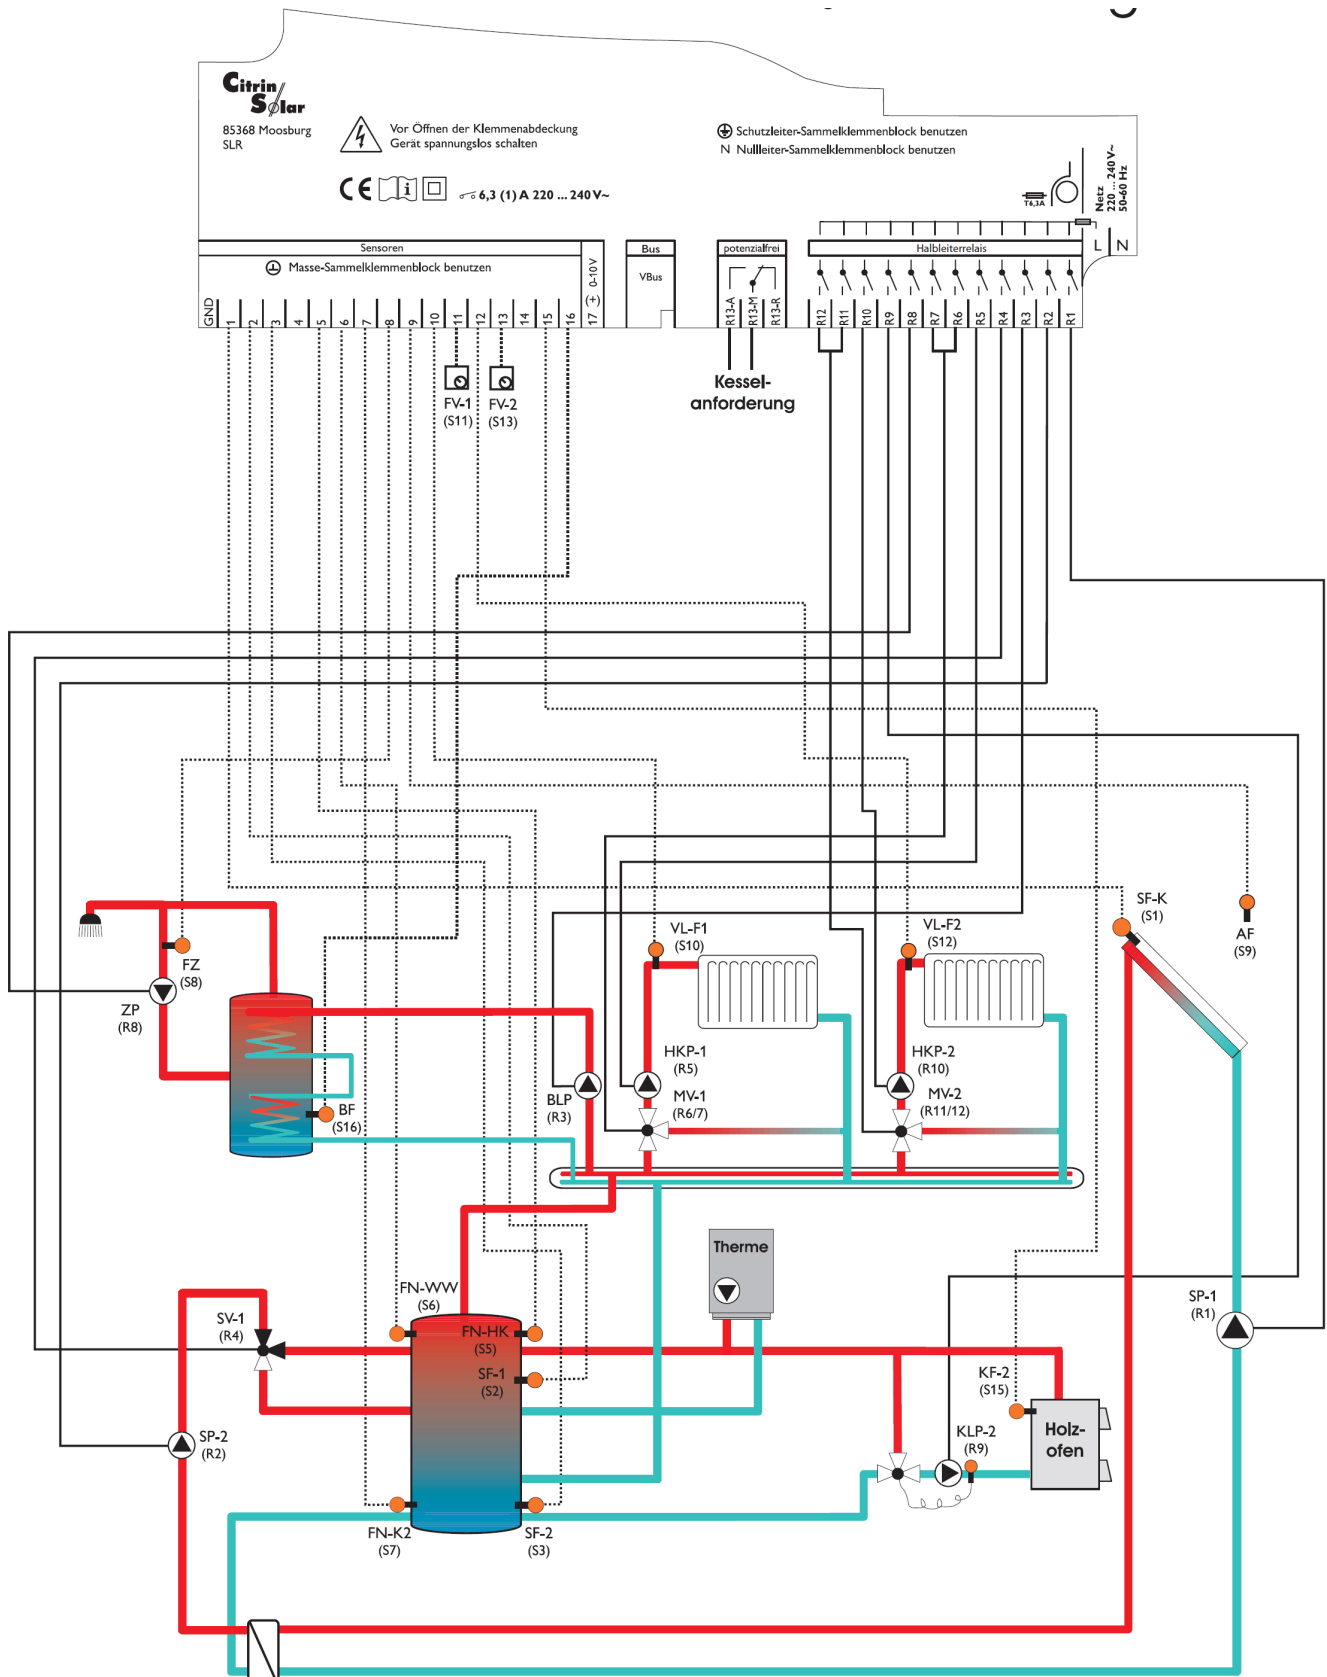 Citrin
Solar
85368 Moosburg
SLR
Vor Öffnen der Klemmenabdeckung
Gerät spannungslos schalten
CE i
6,3 (1) A 220 ... 240 V~
Schutzleiter-Sammelklemmenblock benutzen
N Nullleiter-Sammelklemmenblock benutzen
T6,3A
Netz
220 ... 240 V~
50-60 Hz
L N
Sensoren
Masse-Sammelklemmenblock benutzen
0-10 V
(+)
Bus
VBus
potenzialfrei
Halbleiterrelais
GND 1 2 3 4 5 6 7 8 9 10 11 12 13 14 15 16 17
R13-A R13-M R13-R
R12 R11 R10 R9 R8 R7 R6 R5 R4 R3 R2 R1
FV-1
(S11)
FV-2
(S13)
Kessel-
anforderung
FZ
(S8)
ZP
(R8)
BF
(S16)
BLP
(R3)
VL-F1
(S10)
HKP-1
(R5)
MV-1
(R6/7)
VL-F2
(S12)
HKP-2
(R10)
MV-2
(R11/12)
SF-K
(S1)
AF
(S9)
Therme
FN-WW
(S6)
FN-HK
(S5)
SF-1
(S2)
SV-1
(R4)
SP-2
(R2)
FN-K2
(S7)
SF-2
(S3)
KF-2
(S15)
KLP-2
(R9)
Holz-
ofen
SP-1
(R1)